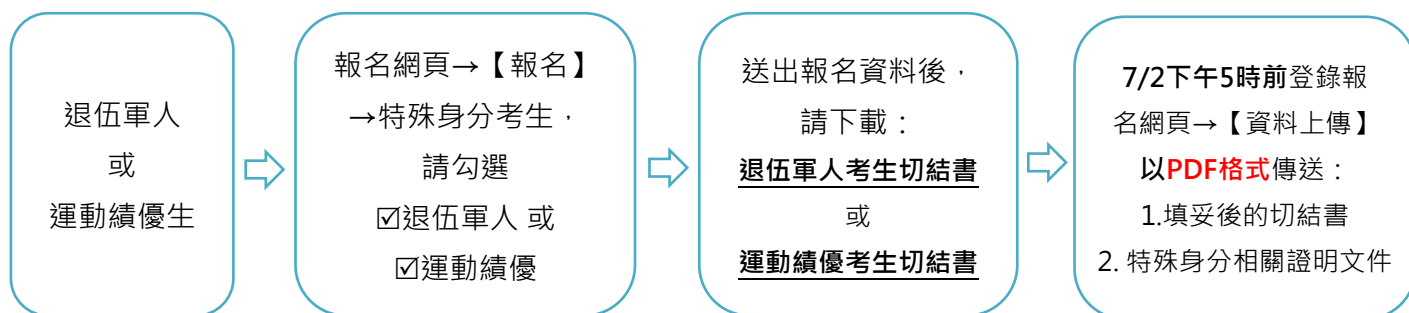 退伍軍人
或
運動績優生
報名網頁→【報名】
→特殊身分考生，
請勾選
☑退伍軍人 或
☑運動績優
送出報名資料後，
請下載：
退伍軍人考生切結書
或
運動績優考生切結書
7/2下午5時前登錄報
名網頁→【資料上傳】
以PDF格式傳送：
1.填妥後的切結書
2. 特殊身分相關證明文件